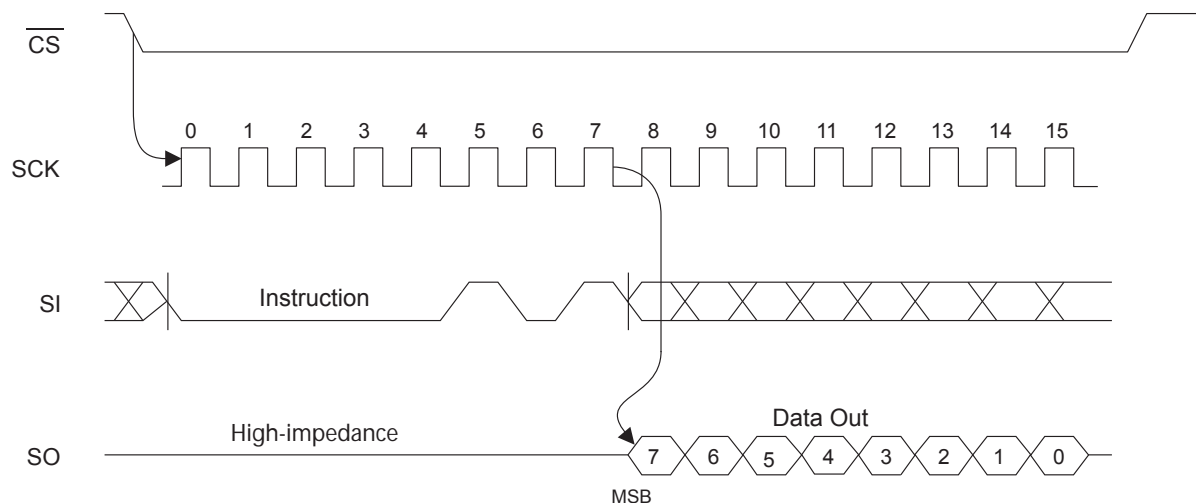 CS
0 1 2 3 4 5 6 7 8 9 10 11 12 13 14 15
SCK
SI
Instruction
High-impedance
Data Out
SO
7 6 5 4 3 2 1 0
MSB